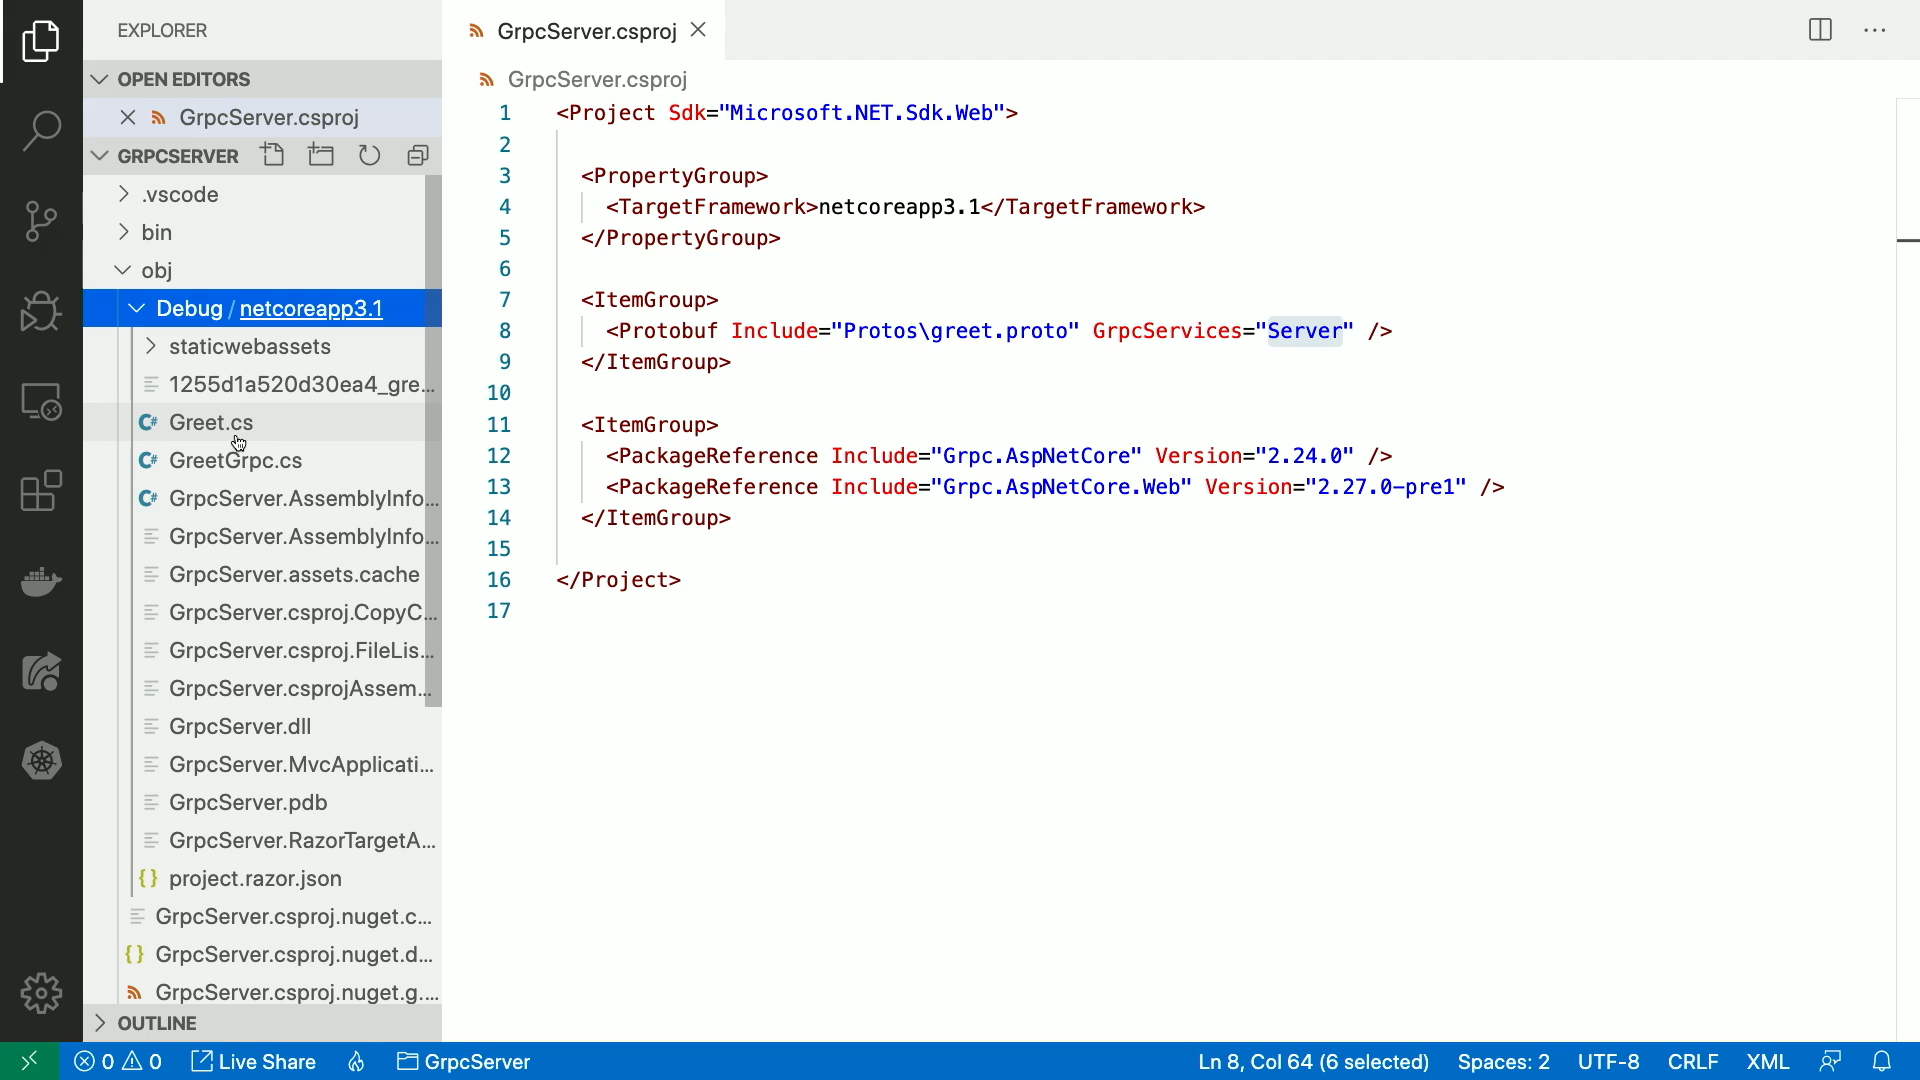 EXPLORER
OPEN EDITORS
GrpcServer.csproj
GRPCSERVER
.vscode
bin
obj
Debug / netcoreapp3.1
staticwebassets
1255d1a520d30ea4_gre...
Greet.cs
GreetGrpc.cs
GrpcServer.AssemblyInfo...
GrpcServer.AssemblyInfo...
GrpcServer.assets.cache
GrpcServer.csproj.CopyC...
GrpcServer.csproj.FileLis...
GrpcServer.csprojAssem...
GrpcServer.dll
GrpcServer.MvcApplicati...
GrpcServer.pdb
GrpcServer.RazorTargetA...
project.razor.json
GrpcServer.csproj.nuget.c...
GrpcServer.csproj.nuget.d...
GrpcServer.csproj.nuget.g....
OUTLINE
GrpcServer.csproj
GrpcServer.csproj
1 <Project Sdk="Microsoft.NET.Sdk.Web">
2
3 <PropertyGroup>
4 <TargetFramework>netcoreapp3.1</TargetFramework>
5 </PropertyGroup>
6
7 <ItemGroup>
8 <Protobuf Include="Protos\greet.proto" GrpcServices="Server" />
9 </ItemGroup>
10
11 <ItemGroup>
12 <PackageReference Include="Grpc.AspNetCore" Version="2.24.0" />
13 <PackageReference Include="Grpc.AspNetCore.Web" Version="2.27.0-pre1" />
14 </ItemGroup>
15
16 </Project>
17
0 0 Live Share GrpcServer Ln 8, Col 64 (6 selected) Spaces: 2 UTF-8 CRLF XML